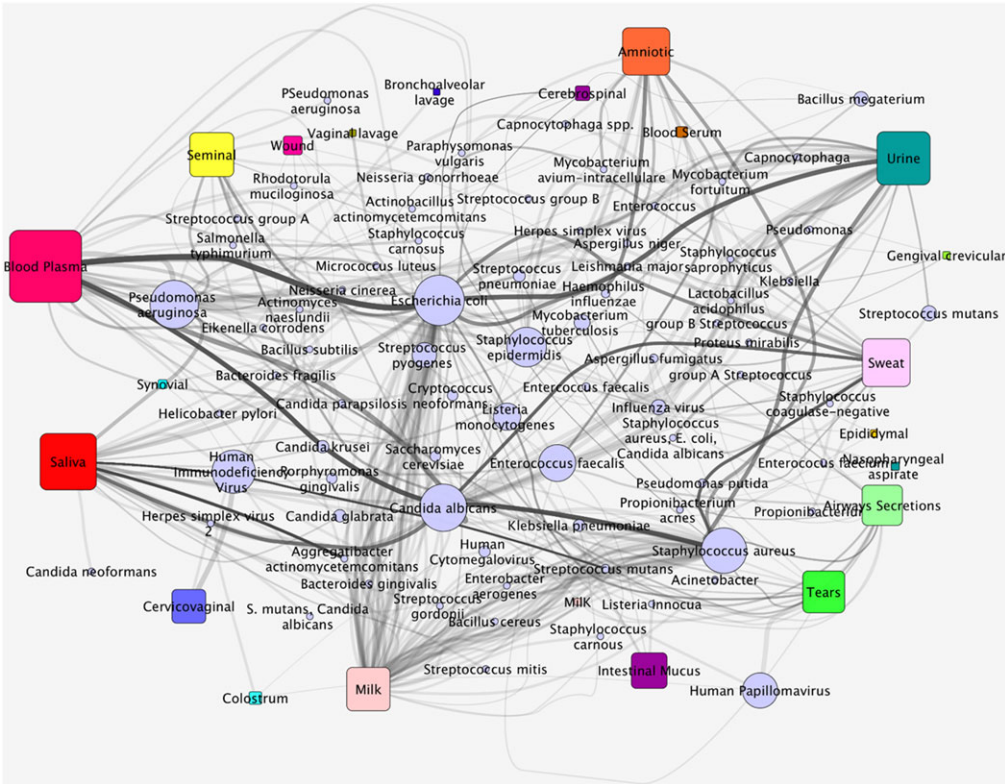 Amniotic
Bronchoalveolar
lavage
PSeudomonas
aeruginosa
Cerebrospinal
Bacillus megaterium
Capnocytophaga spp.
Blood Serum
Vaginal lavage
Wound
Seminal
Paraphysomonas
vulgaris
Capnocytophaga
Urine
Mycobacterium
avium-intracellulare
Mycobacterium
fortuitum
Neisseria gonorrhoeae
Rhodotorula
muciloginosa
Actinobacillus
actinomycetemcomitans
Streptococcus group B
Enterococcus
Streptococcus group A
Staphylococcus
carnosus
Herpes simplex virus
Pseudomonas
Salmonella
typhimurium
Aspergillus niger
Staphylococcus
saprophyticus
Gengival crevicular
Blood Plasma
Micrococcus luteus
Leishmania major
Streptococcus
pneumoniae
Klebsiella
Neisseria cinerea
Haemophilus
influenzae
Pseudomonas
aeruginosa
Escherichia coli
Lactobacillus
acidophilus
Actinomyces
naeslundii
Streptococcus mutans
Mycobacterium
tuberculosis
group B Streptococcus
Eikenella corrodens
Staphylococcus
epidermidis
Proteus mirabilis
Bacillus subtilis
Streptococcus
pyogenes
Aspergillus fumigatus
Sweat
Bacteroides fragilis
group A Streptococcus
Synovial
Cryptococcus
neoformans
Entercoccus faecalis
Candida parapsilosis
Staphylococcus
coagulase-negative
Helicobacter pylori
Listeria
monocytogenes
Influenza virus
Staphylococcus
aureus, E. coli,
Candida albicans
Epididymal
Candida krusei
Saccharomyces
cerevisiae
Saliva
Human
Immunodeficiency
Virus
Enterococcus faecalis
Enterococus faecium
Nasopharyngeal
aspirate
Porphyromonas
gingivalis
Pseudomonas putida
Candida albicans
Propionibacterium
acnes
Propionibacterium
Airways Secretions
Herpes simplex virus
2
Candida glabrata
Klebsiella pneumoniae
Human
Cytomegalovirus
Staphylococcus aureus
Aggregatibacter
actinomycetemcomitans
Candida neoformans
Streptococcus mutans
Acinetobacter
Bacteroides gingivalis
Enterobacter
aerogenes
Tears
Cervicovaginal
S. mutans, Candida
albicans
Streptococcus
gordonii
MilK
Listeria innocua
Bacillus cereus
Staphylococcus
carnous
Streptococcus mitis
Intestinal Mucus
Milk
Human Papillomavirus
Colostrum